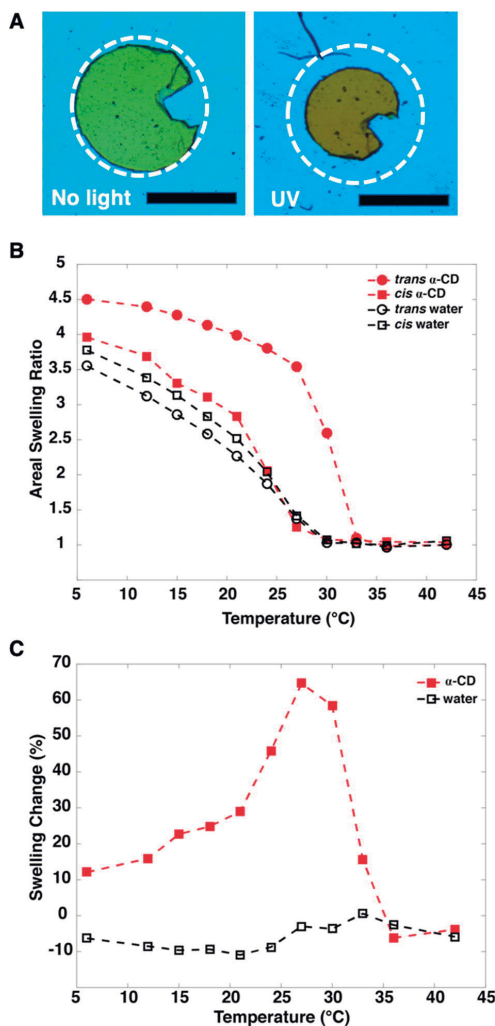 A
No light
UV
B
Areal Swelling Ratio
5
4.5
4
3.5
3
2.5
2
1.5
1
trans α-CD
cis α-CD
trans water
cis water
5 10 15 20 25 30 35 40 45
Temperature (°C)
C
Swelling Change (%)
70
60
50
40
30
20
10
0
-10
α-CD
water
5 10 15 20 25 30 35 40 45
Temperature (°C)